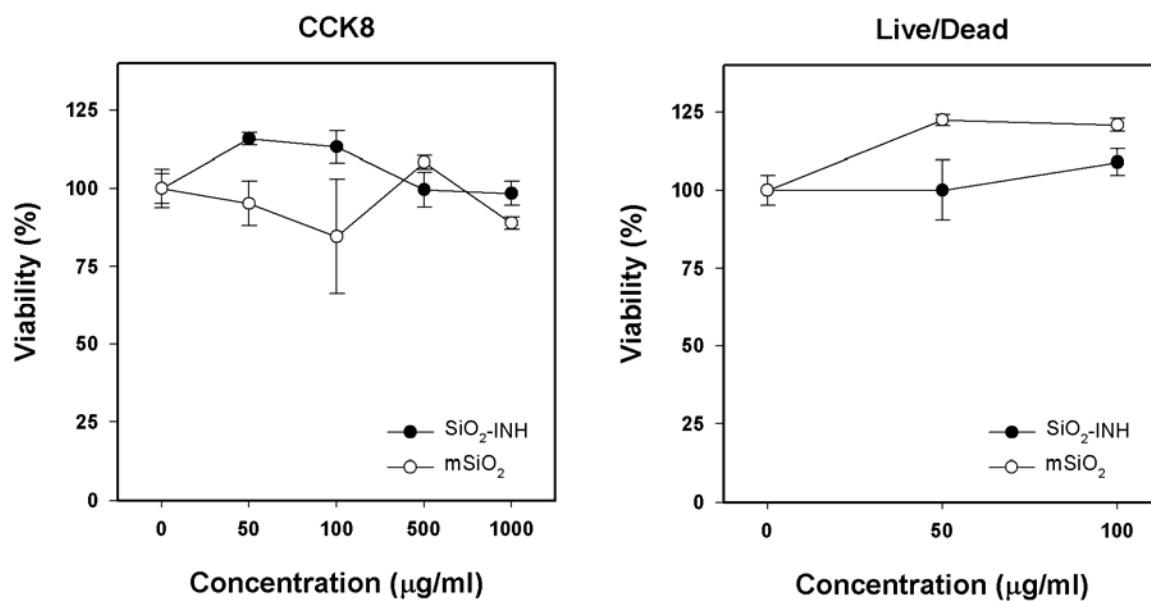 CCK8
Viability (%)
125
100
75
50
25
0
SiO₂-INH
mSiO₂
0 50 100 500 1000
Concentration (μg/ml)
Live/Dead
Viability (%)
125
100
75
50
25
0
SiO₂-INH
mSiO₂
0 50 100
Concentration (μg/ml)